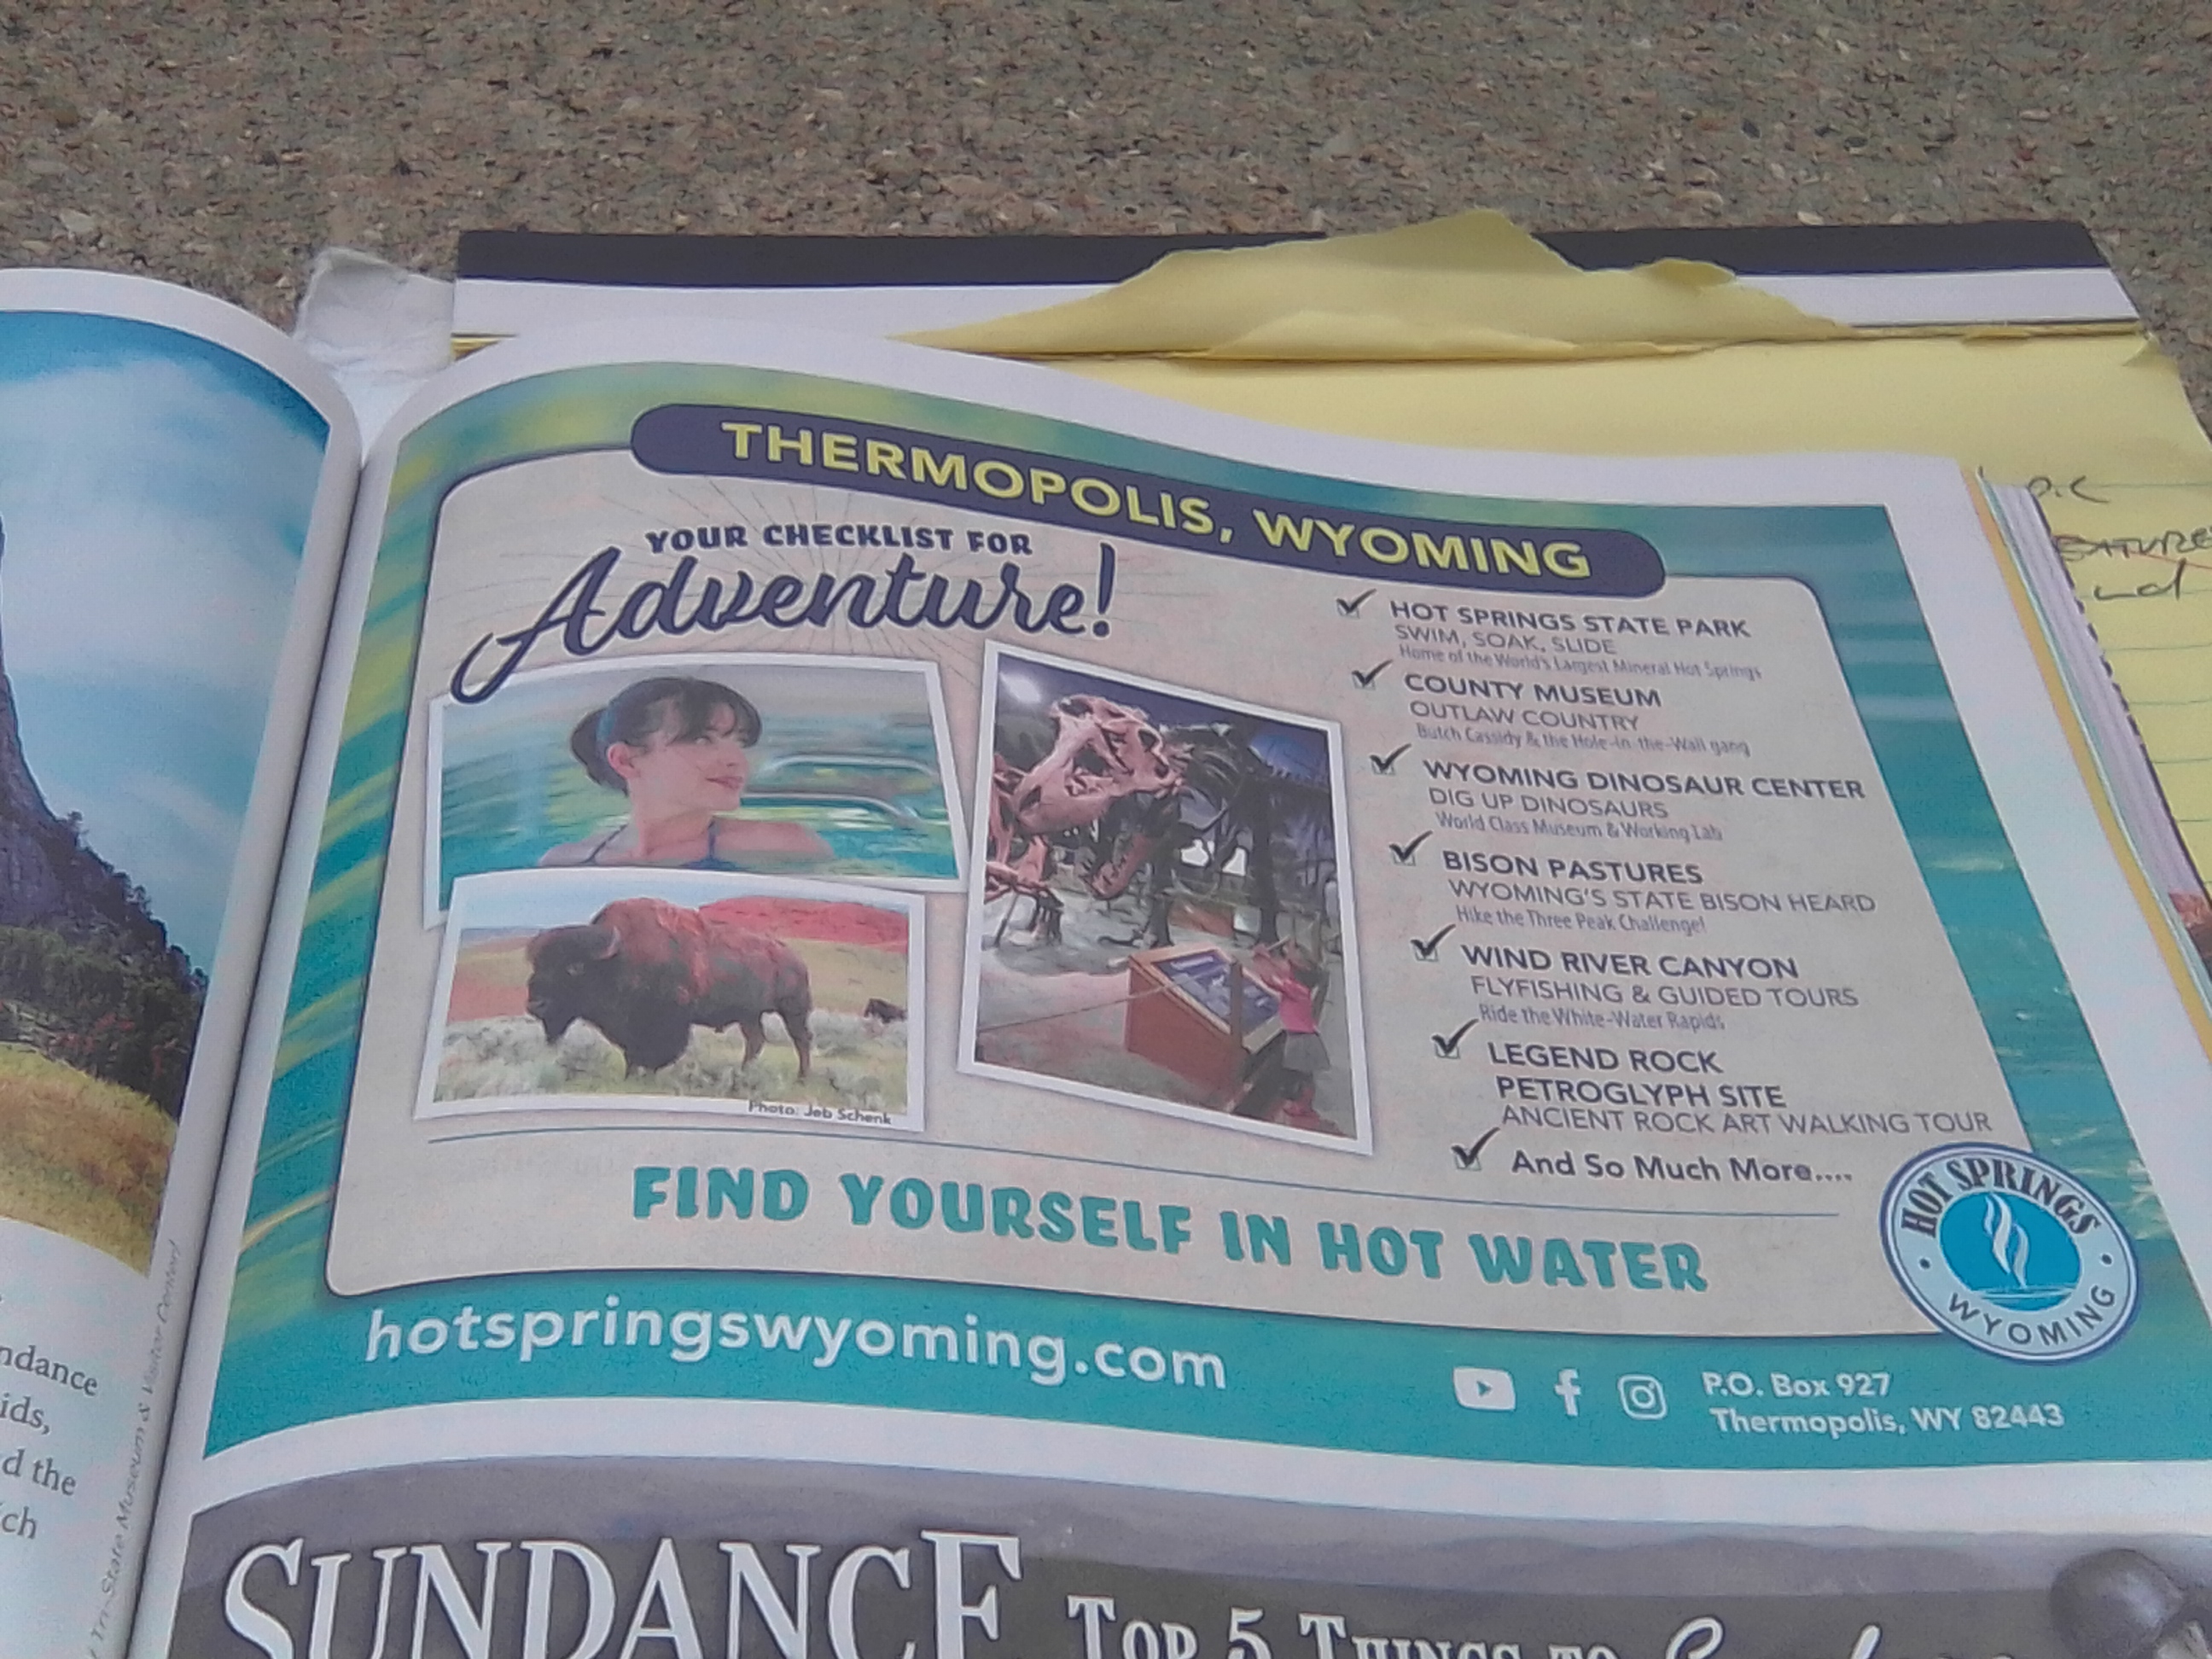 THERMOPOLIS, WYOMING
YOUR CHECKLIST FOR
Adventure!
HOT SPRINGS STATE PARK
SWIM, SOAK, SLIDE
Home of the World's Largest Mineral Hot Springs
COUNTY MUSEUM
OUTLAW COUNTRY
Butch Cassidy & the Hole-in-the-Wall gang
WYOMING DINOSAUR CENTER
DIG UP DINOSAURS
World Class Museum & Working Lab
BISON PASTURES
WYOMING'S STATE BISON HEARD
Hike the Three Peak Challenge!
WIND RIVER CANYON
FLYFISHING & GUIDED TOURS
Ride the White-Water Rapids
LEGEND ROCK
PETROGLYPH SITE
ANCIENT ROCK ART WALKING TOUR
And So Much More....
Photo: Jeb Schenk
FIND YOURSELF IN HOT WATER
HOT SPRINGS
WYOMING
hotspringswyoming.com
P.O. Box 927
Thermopolis, WY 82443
ndance
ids,
d the
ch
Tri-State Museum & Visitor Center)
SUNDANCE TOP 5 THINGS TO